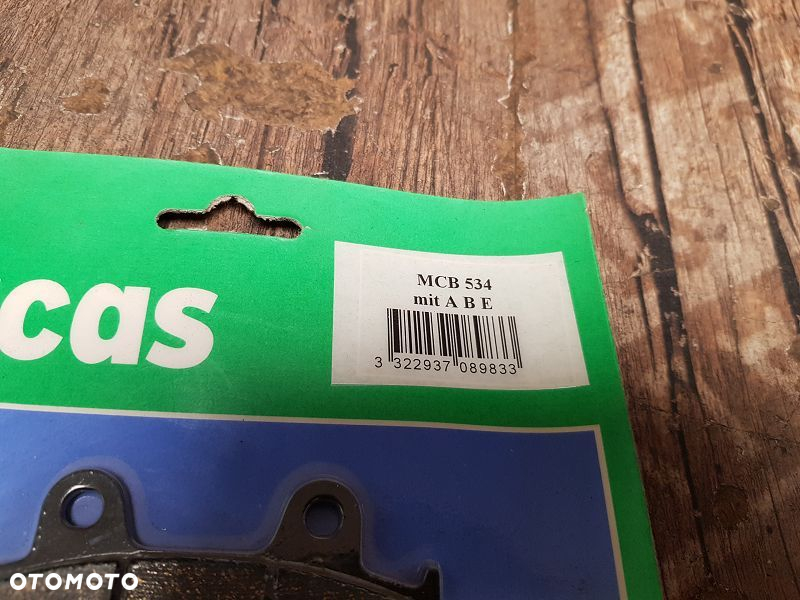 MCB 534
mit A B E
3 322937 089833
cas
OTOMOTO